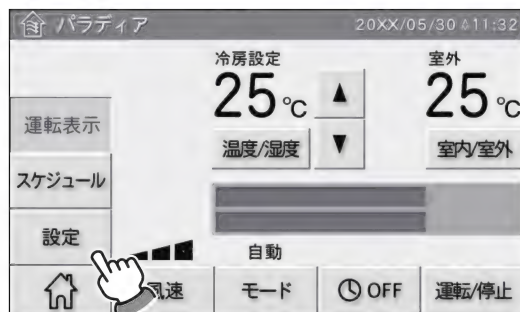 パラディア 20XX/05/30 11:32
冷房設定 室外
25℃ ▲ 25℃
運転表示
温度/湿度 ▼ 室内/室外
スケジュール
設定
自動
風速 モード OFF 運転/停止